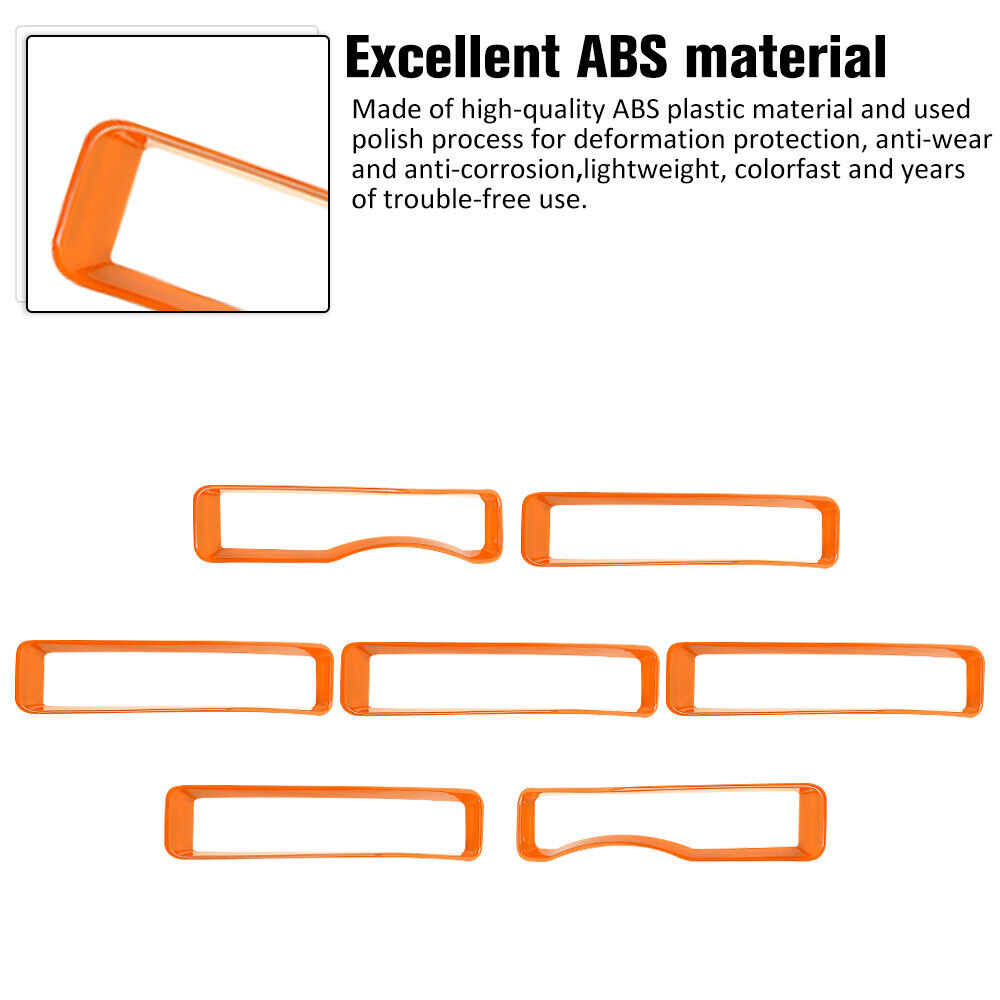 Excellent ABS material
Made of high-quality ABS plastic material and used
polish process for deformation protection, anti-wear
and anti-corrosion,lightweight, colorfast and years
of trouble-free use.